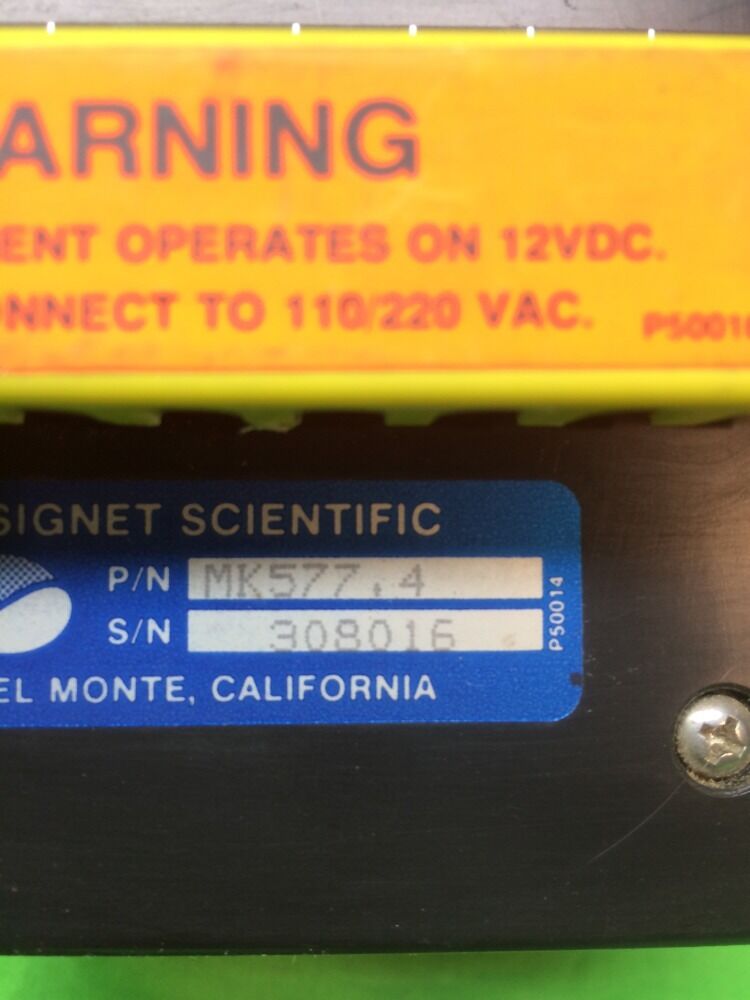 ARNING
ENT OPERATES ON 12VDC.
NNECT TO 110/220 VAC.
SIGNET SCIENTIFIC
P/N MK577.4
S/N 308016
P50014
EL MONTE, CALIFORNIA